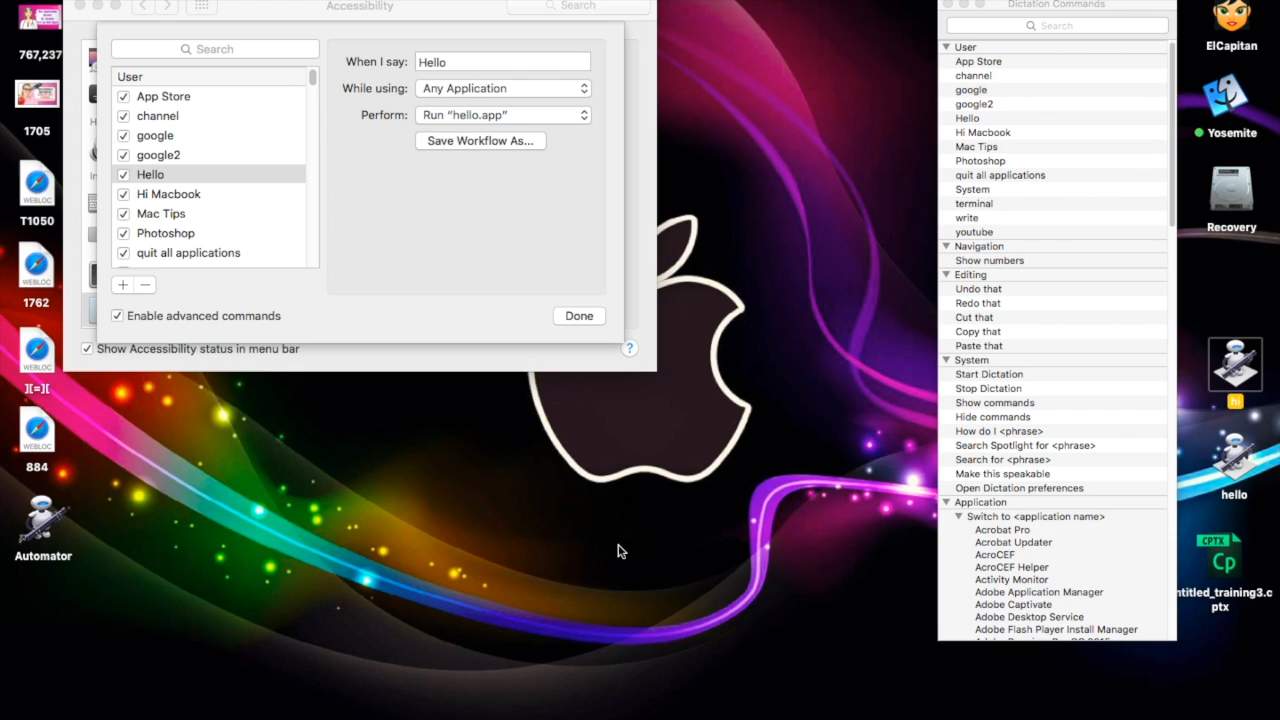 767,237
1705
WEBLOC
T1050
WEBLOC
1762
WEBLOC
][=][
WEBLOC
884
Automator
Accessibility
Search
Search
User
App Store
channel
google
google2
Hello
Hi Macbook
Mac Tips
Photoshop
quit all applications
+
−
When I say: Hello
While using: Any Application
Perform: Run “hello.app”
Save Workflow As...
Enable advanced commands
Done
Show Accessibility status in menu bar
?
Dictation Commands
Search
User
App Store
channel
google
google2
Hello
Hi Macbook
Mac Tips
Photoshop
quit all applications
System
terminal
write
youtube
Navigation
Show numbers
Editing
Undo that
Redo that
Cut that
Copy that
Paste that
System
Start Dictation
Stop Dictation
Show commands
Hide commands
How do I <phrase>
Search Spotlight for <phrase>
Search for <phrase>
Make this speakable
Open Dictation preferences
Application
Switch to <application name>
Acrobat Pro
Acrobat Updater
AcroCEF
AcroCEF Helper
Activity Monitor
Adobe Application Manager
Adobe Captivate
Adobe Desktop Service
Adobe Flash Player Install Manager
ElCapitan
Yosemite
Recovery
hi
hello
CPTX
Cp
ntitled_training3.c
ptx